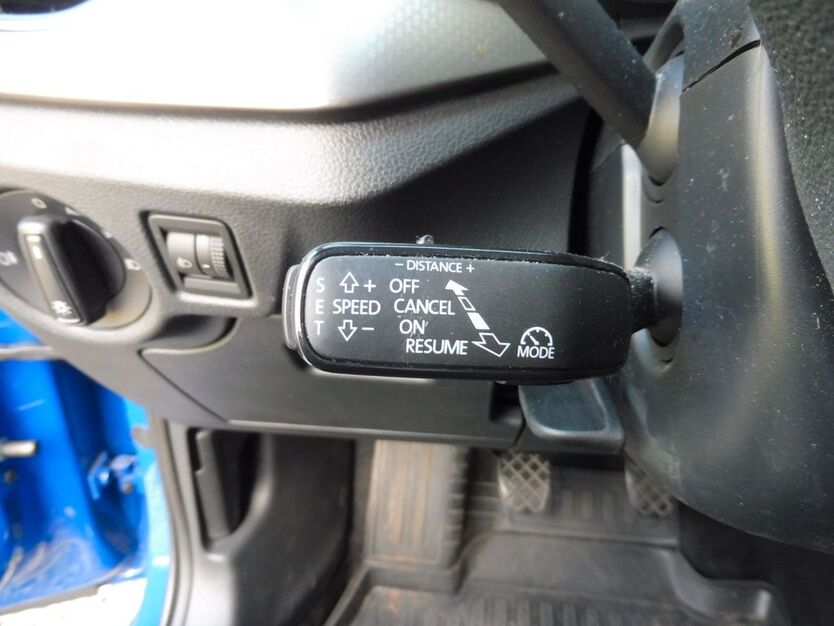 - DISTANCE +
S + OFF
E SPEED CANCEL
T - ON
RESUME MODE